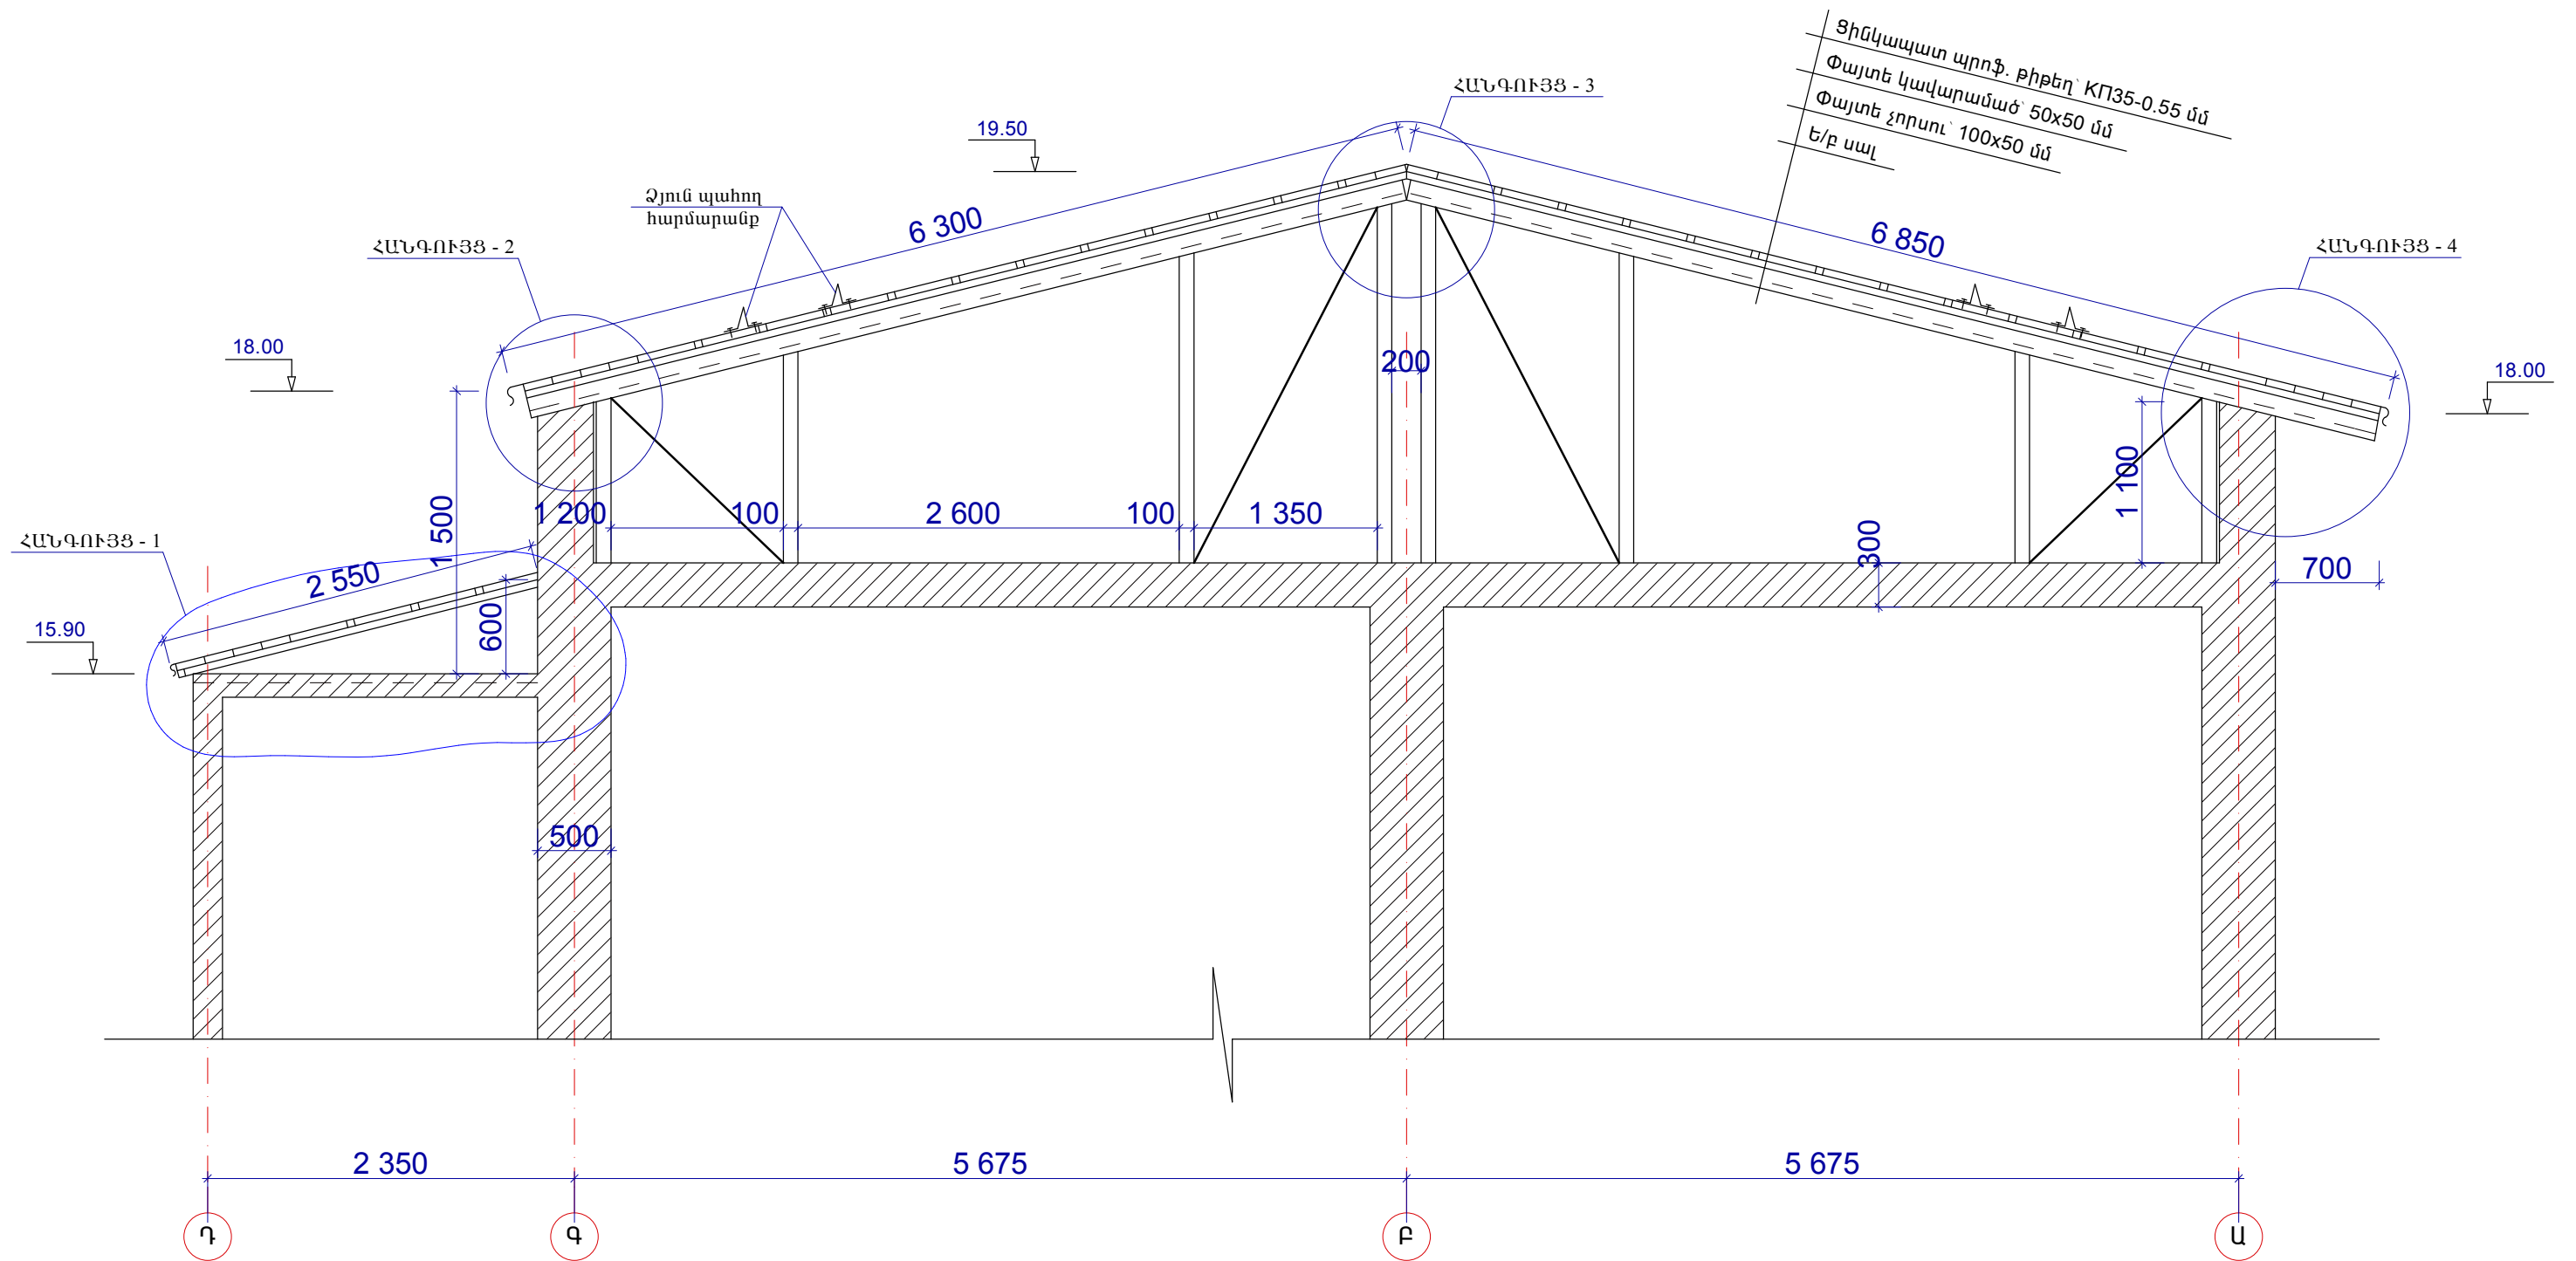 Ցինկապատ պրոֆ. թիթեղ՝ КП35-0.55 մմ
Փայտե կավարամած՝ 50x50 մմ
Փայտե չորսու՝ 100x50 մմ
Ե/բ սալ
ՀԱՆԳՈՒՅՑ - 3
19.50
Ձյուն պահող
հարմարանք
6 300
6 850
ՀԱՆԳՈՒՅՑ - 2
ՀԱՆԳՈՒՅՑ - 4
18.00
200
18.00
1 100
1 500
1 200
100
2 600
100
1 350
300
ՀԱՆԳՈՒՅՑ - 1
2 550
700
600
15.90
500
2 350
5 675
5 675
Դ
Գ
Բ
Ա